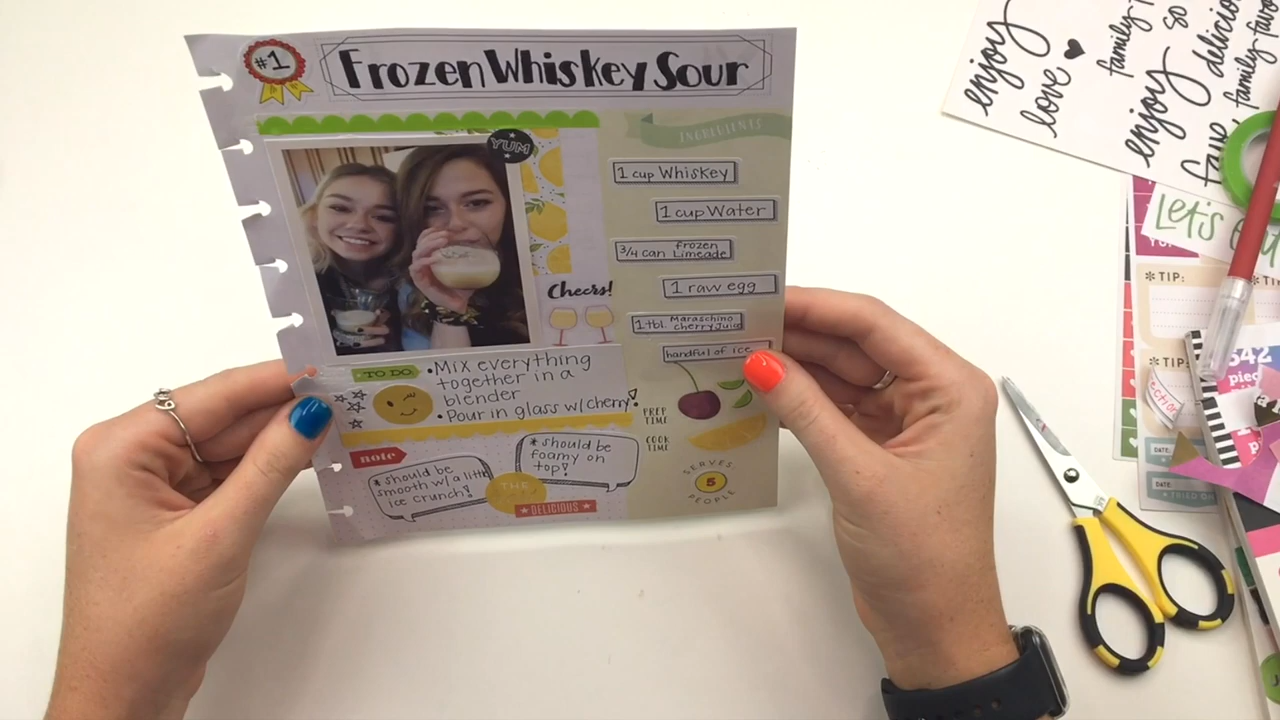 #1
Frozen Whiskey Sour
YUM
INGREDIENTS
1 cup Whiskey
1 cup Water
3/4 can frozen Limeade
1 raw egg
1 tbl. Maraschino cherry Juice
handful of ice
Cheers!
TO DO
•Mix everything
together in a
blender
•Pour in glass w/ cherry!
PREP
TIME
COOK
TIME
SERVES
5
PEOPLE
note
*should be
smooth w/ a little
ice crunch!
*should be
foamy on
top!
THE
DELICIOUS
enjoy
love
family
enjoy
so
delicious
family favo
Let's
*TIP:
*TIP:
DATE:
DATE:
TRIED ON